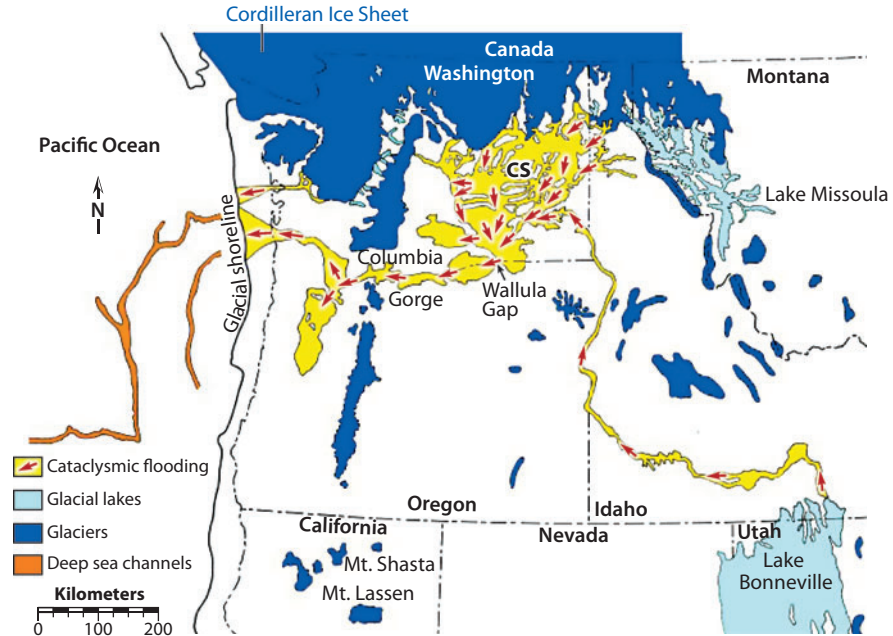 Cordilleran Ice Sheet
Canada
Washington
Montana
Pacific Ocean
N
CS
Lake Missoula
Glacial shoreline
Columbia
Gorge
Wallula
Gap
Cataclysmic flooding
Glacial lakes
Glaciers
Deep sea channels
Oregon
Idaho
California
Nevada
Utah
Mt. Shasta
Mt. Lassen
Lake
Bonneville
Kilometers
0 100 200